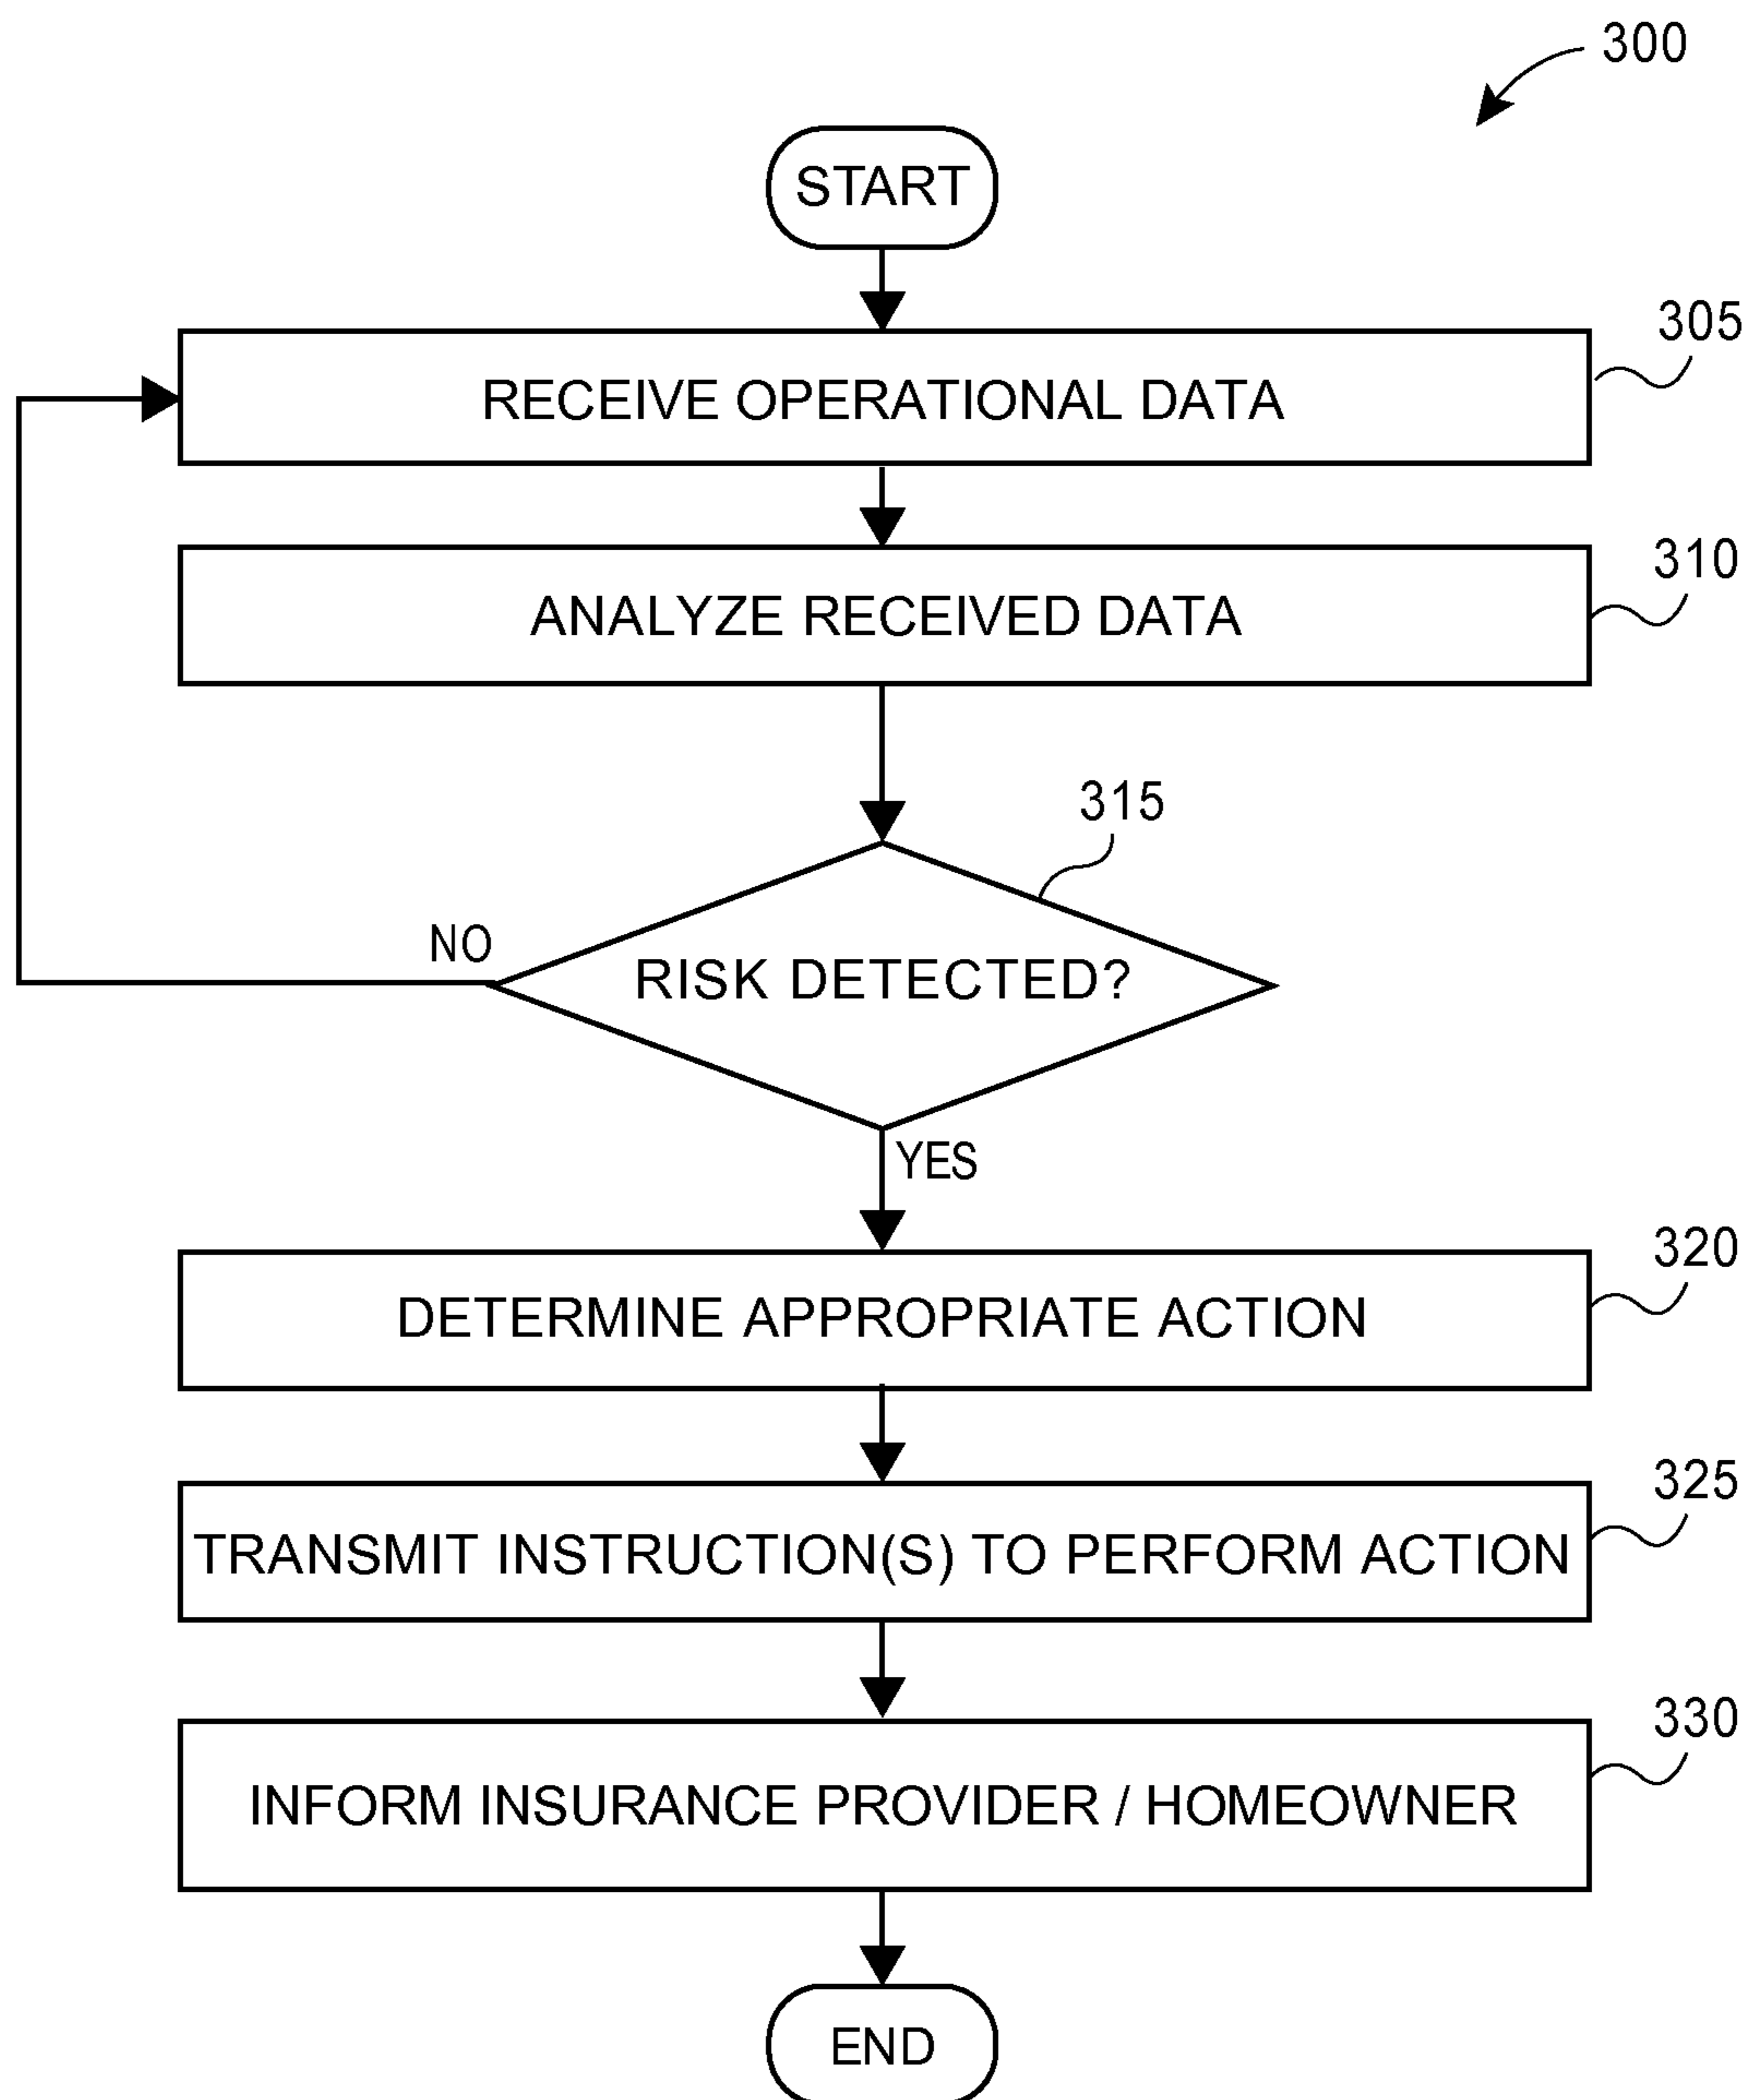 300
START
305
RECEIVE OPERATIONAL DATA
310
ANALYZE RECEIVED DATA
315
NO
RISK DETECTED?
YES
320
DETERMINE APPROPRIATE ACTION
325
TRANSMIT INSTRUCTION(S) TO PERFORM ACTION
330
INFORM INSURANCE PROVIDER / HOMEOWNER
END